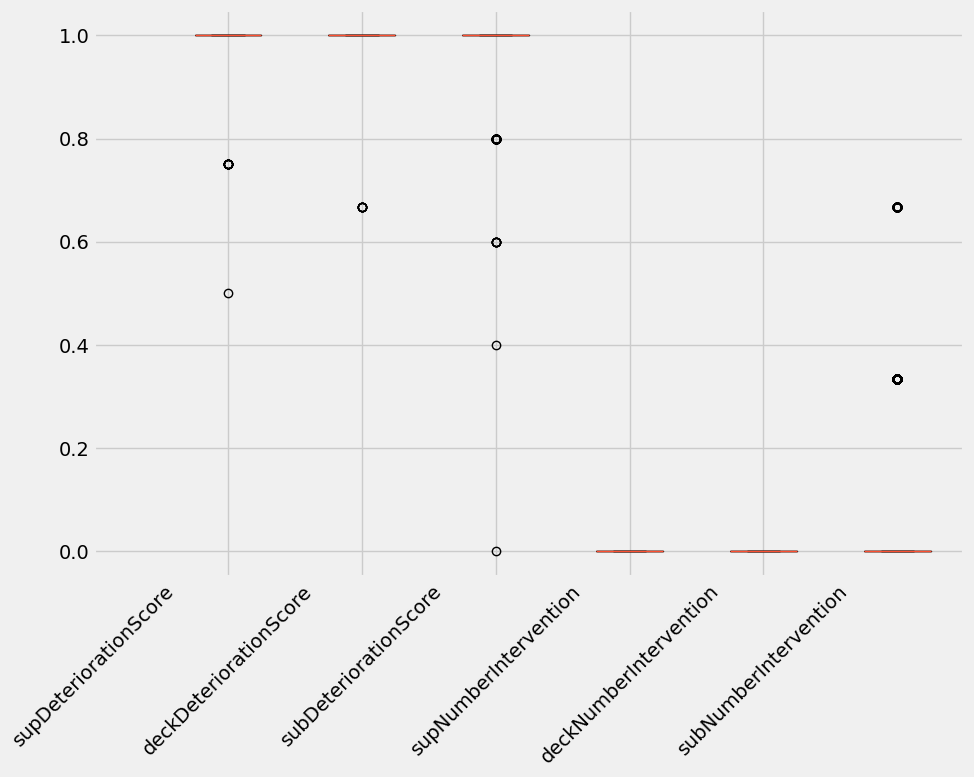 1.0
0.8
0.6
0.4
0.2
0.0
supDeteriorationScore
deckDeteriorationScore
subDeteriorationScore
supNumberIntervention
deckNumberIntervention
subNumberIntervention